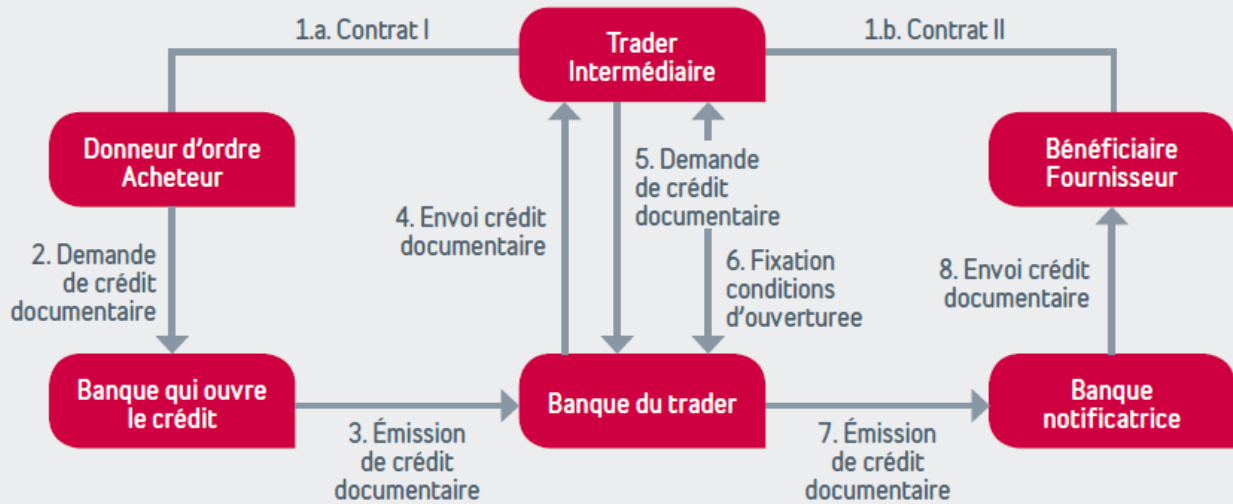 1.a. Contrat I
Trader
Intermédiaire
1.b. Contrat II
Donneur d'ordre
Acheteur
Bénéficiaire
Fournisseur
2. Demande
de crédit
documentaire
4. Envoi crédit
documentaire
5. Demande
de crédit
documentaire
6. Fixation
conditions
d'ouverturee
8. Envoi crédit
documentaire
Banque qui ouvre
le crédit
3. Émission
de crédit
documentaire
Banque du trader
7. Émission
de crédit
documentaire
Banque
notificatrice